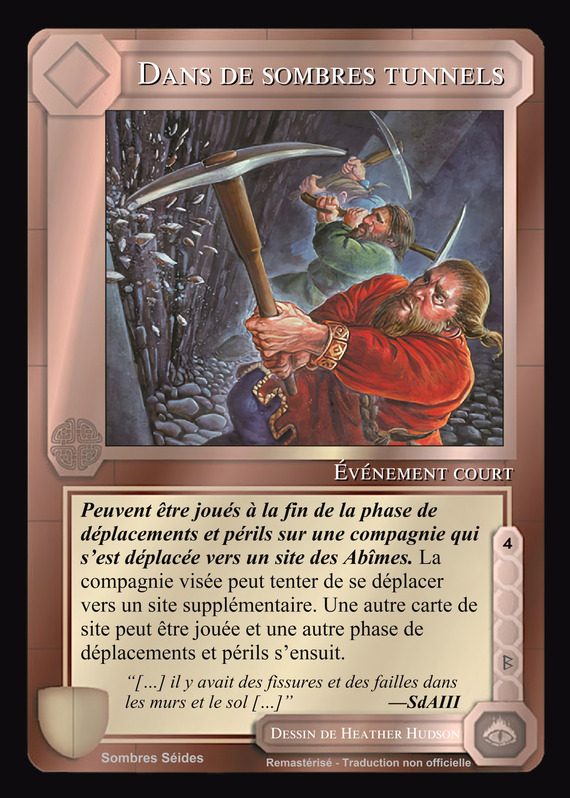 Dans de sombres tunnels
Événement court
Peuvent être joués à la fin de la phase de
déplacements et périls sur une compagnie qui
s’est déplacée vers un site des Abîmes. La
compagnie visée peut tenter de se déplacer
vers un site supplémentaire. Une autre carte de
site peut être jouée et une autre phase de
déplacements et périls s’ensuit.
4
“[…] il y avait des fissures et des failles dans
les murs et le sol […]” —SdAIII
Dessin de Heather Hudson
Sombres Séides
Remastérisé - Traduction non officielle